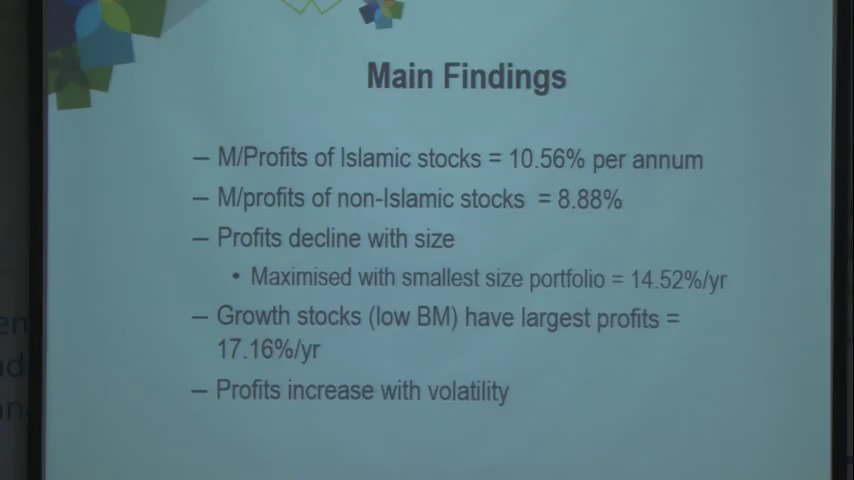 Main Findings
– M/Profits of Islamic stocks = 10.56% per annum
– M/profits of non-Islamic stocks = 8.88%
– Profits decline with size
• Maximised with smallest size portfolio = 14.52%/yr
– Growth stocks (low BM) have largest profits =
17.16%/yr
– Profits increase with volatility